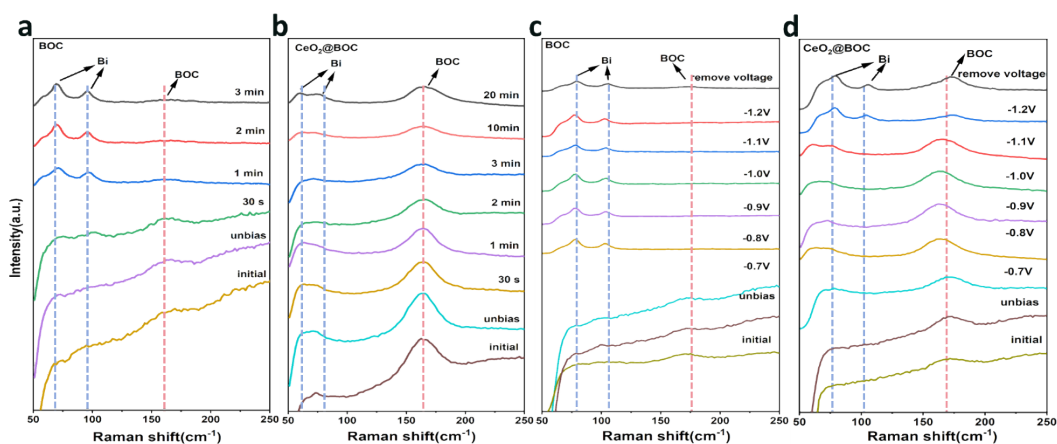 a
BOC
Bi
BOC
3 min
2 min
1 min
30 s
unbias
initial
50 100 150 200 250
Raman shift(cm⁻¹)
Intensity(a.u.)
b
CeO₂@BOC
Bi
BOC
20 min
10min
3 min
2 min
1 min
30 s
unbias
initial
50 100 150 200 250
Raman shift(cm⁻¹)
c
BOC
Bi
BOC
remove voltage
-1.2V
-1.1V
-1.0V
-0.9V
-0.8V
-0.7V
unbias
initial
50 100 150 200 250
Raman shift(cm⁻¹)
d
CeO₂@BOC
Bi
BOC
remove voltage
-1.2V
-1.1V
-1.0V
-0.9V
-0.8V
-0.7V
unbias
initial
50 100 150 200 250
Raman shift(cm⁻¹)